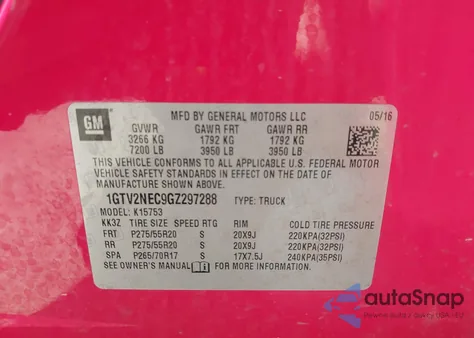 GM
MFD BY GENERAL MOTORS LLC 05/16
GVWR GAWR FRT GAWR RR
3266 KG 1792 KG 1792 KG
7200 LB 3950 LB 3950 LB
THIS VEHICLE CONFORMS TO ALL APPLICABLE U.S. FEDERAL MOTOR
VEHICLE SAFETY STANDARDS IN EFFECT ON THE DATE OF
MANUFACTURE SHOWN ABOVE.
1GTV2NEC9GZ297288 TYPE: TRUCK
MODEL: K15753
KK3Z TIRE SIZE SPEED RTG RIM COLD TIRE PRESSURE
FRT P275/55R20 S 20X9J 220KPA(32PSI)
RR P275/55R20 S 20X9J 220KPA(32PSI)
SPA P265/70R17 S 17X7.5J 240KPA(35PSI)
SEE OWNER'S MANUAL FOR MORE INFORMATION.
autoSnap